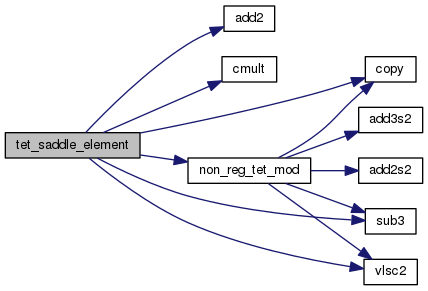 add2
cmult
copy
add3s2
tet_saddle_element
non_reg_tet_mod
add2s2
sub3
vlsc2